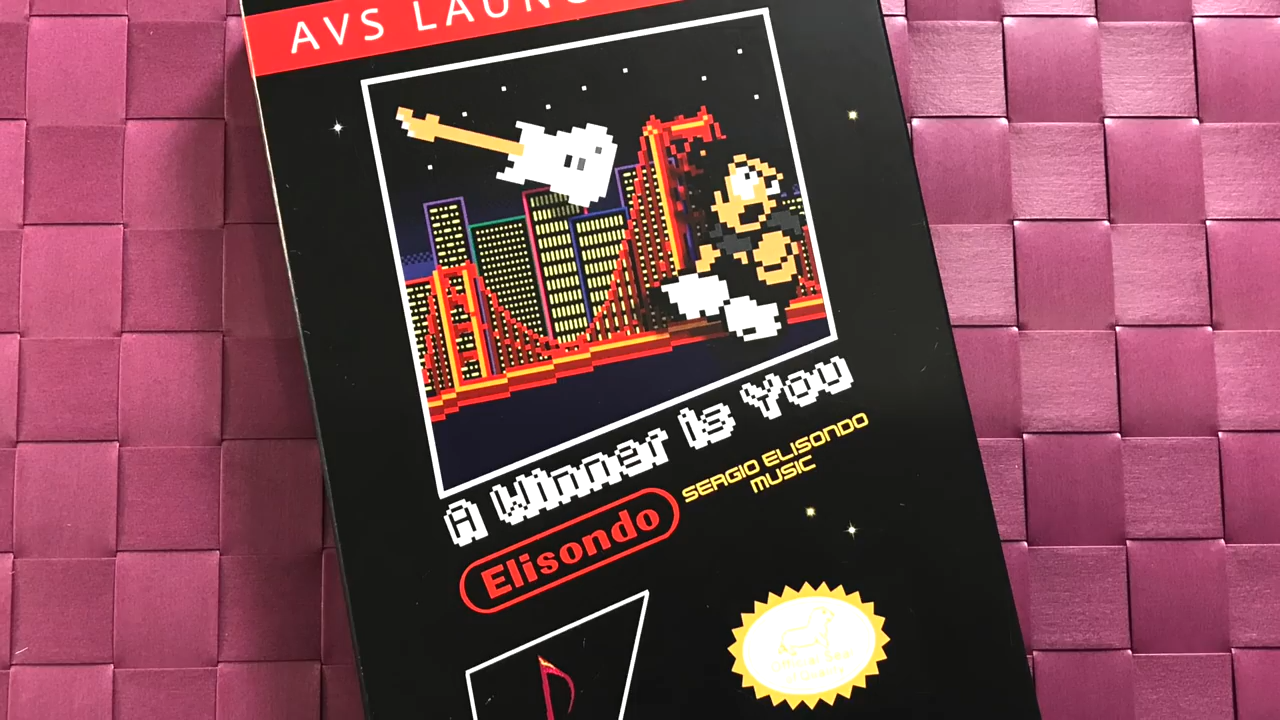 AVS LAUNC
A Winner Is You
SERGIO ELISONDO
MUSIC
Elisondo